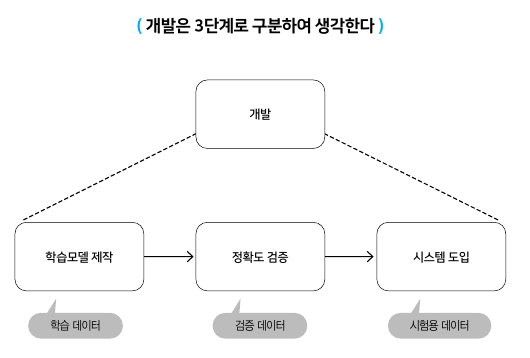 ( 개발은 3단계로 구분하여 생각한다 )
개발
학습모델 제작
정확도 검증
시스템 도입
학습 데이터
검증 데이터
시험용 데이터